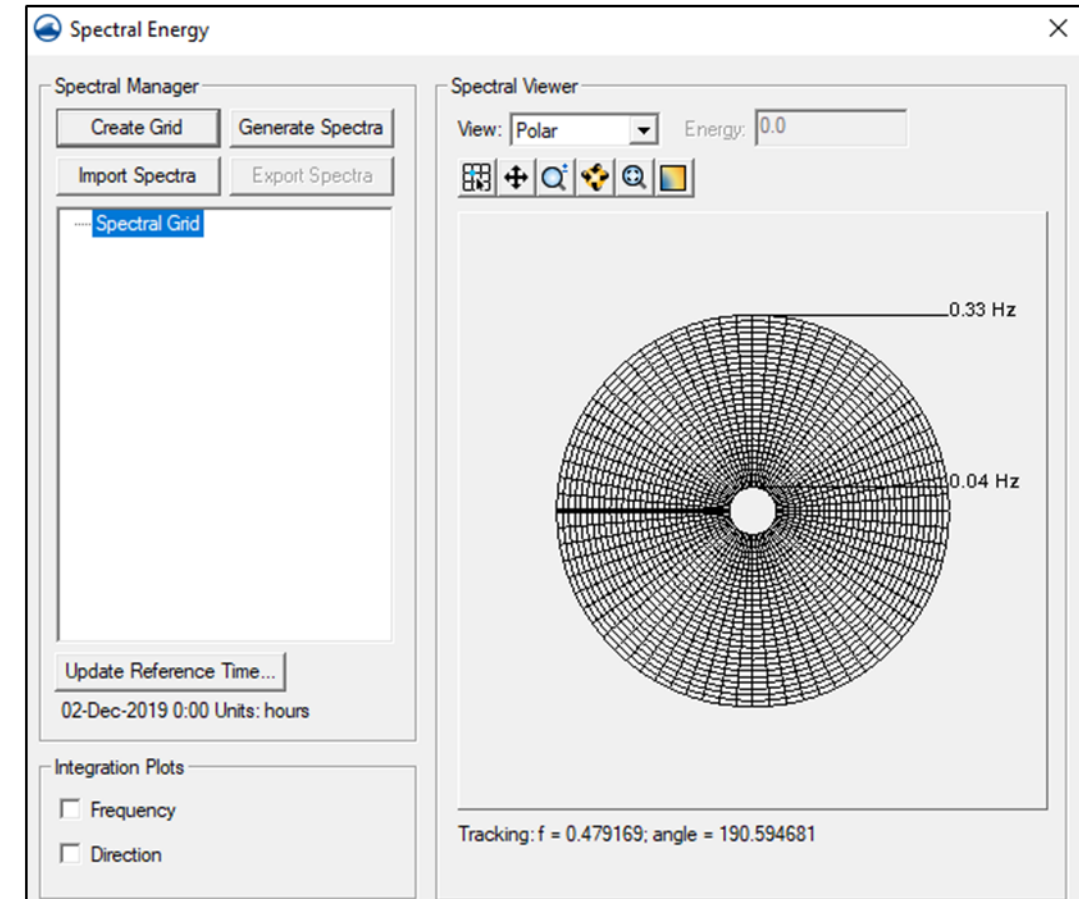 Spectral Energy
Spectral Manager
Create Grid
Generate Spectra
Import Spectra
Export Spectra
Spectral Grid
Update Reference Time...
02-Dec-2019 0:00 Units: hours
Integration Plots
Frequency
Direction
Spectral Viewer
View: Polar
Energy: 0.0
0.33 Hz
0.04 Hz
Tracking: f = 0.479169; angle = 190.594681